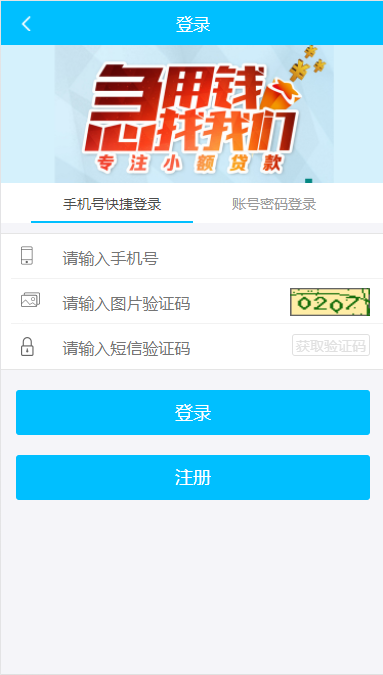 登录
急用钱
找我们
专注小额贷款
手机号快捷登录
账号密码登录
请输入手机号
请输入图片验证码
0207
请输入短信验证码
获取验证码
登录
注册